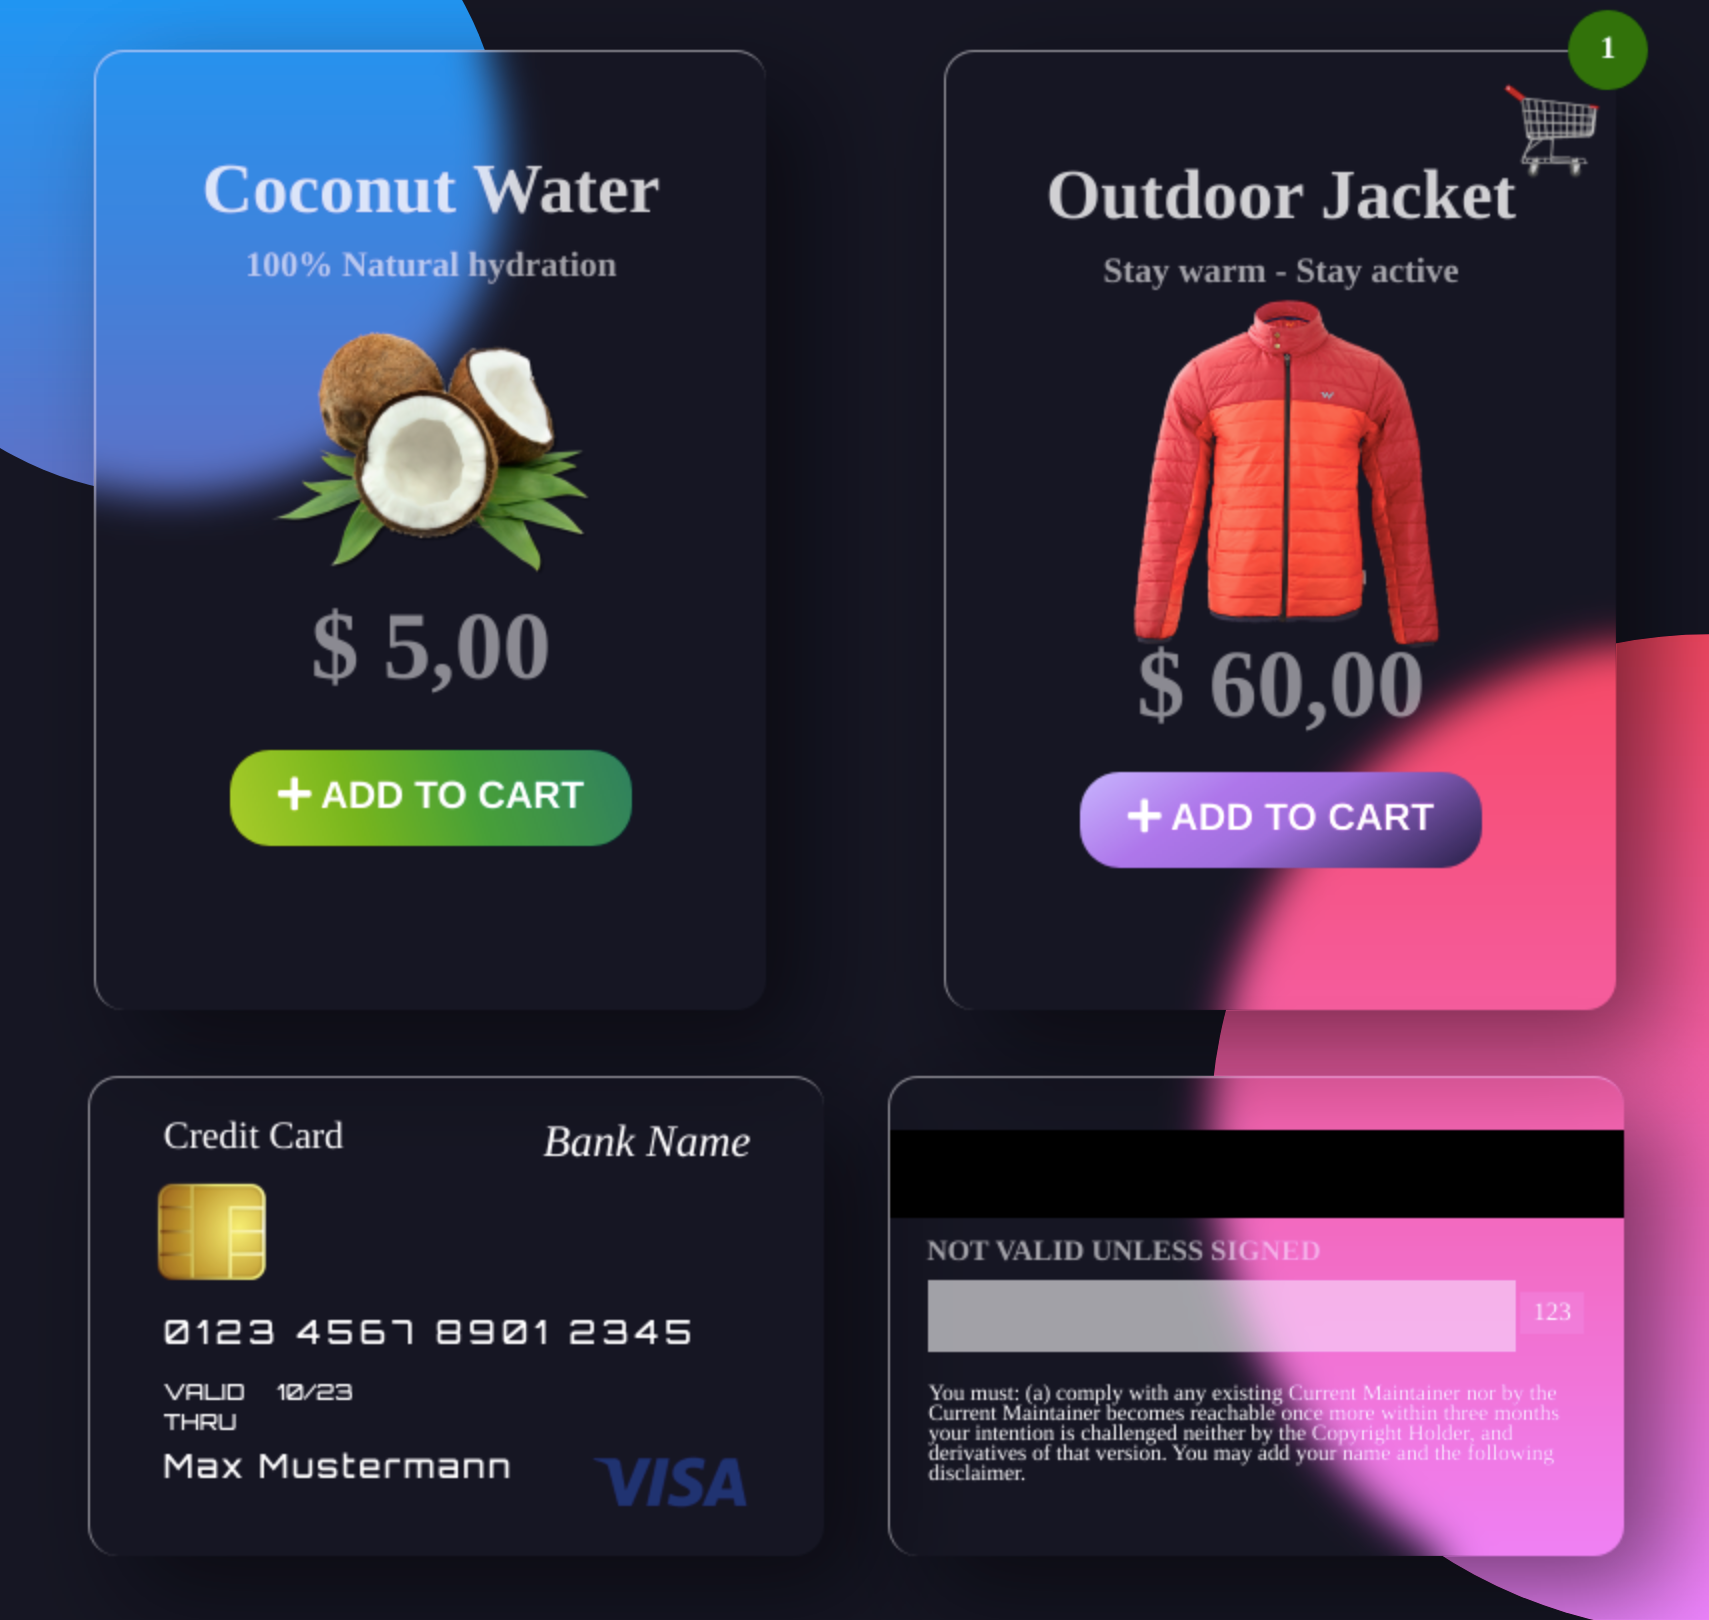 Coconut Water
100% Natural hydration
$ 5,00
+ ADD TO CART
1
Outdoor Jacket
Stay warm - Stay active
W
$ 60,00
+ ADD TO CART
Credit Card
Bank Name
0123 4567 8901 2345
VALID 10/23
THRU
Max Mustermann
VISA
NOT VALID UNLESS SIGNED
123
You must: (a) comply with any existing Current Maintainer nor by the
Current Maintainer becomes reachable once more within three months
your intention is challenged neither by the Copyright Holder, and
derivatives of that version. You may add your name and the following
disclaimer.